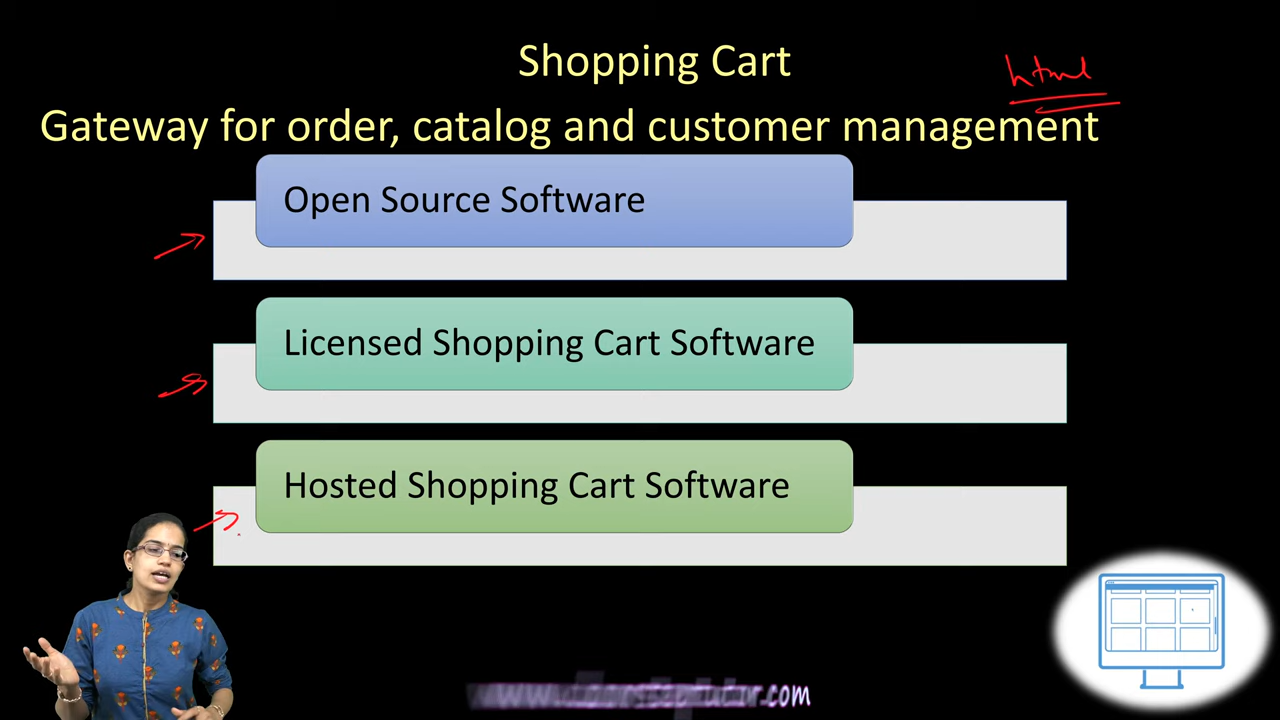 Shopping Cart
html
Gateway for order, catalog and customer management
Open Source Software
Licensed Shopping Cart Software
Hosted Shopping Cart Software